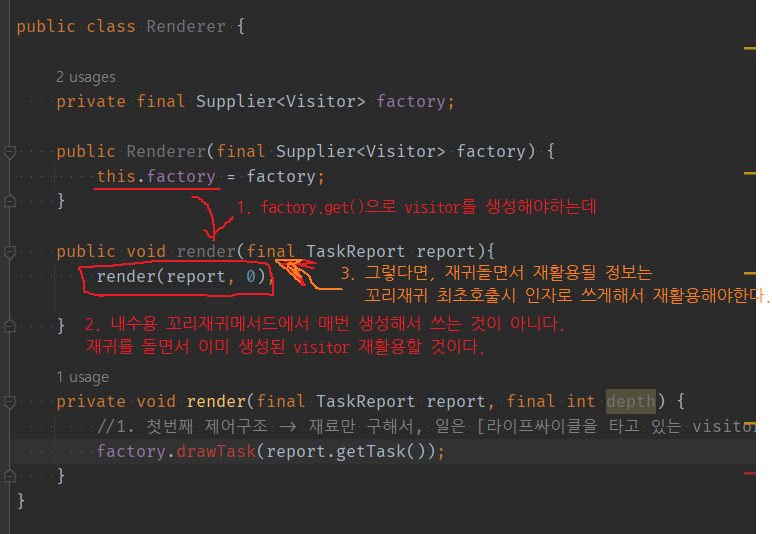 public class Renderer {
2 usages
private final Supplier<Visitor> factory;
public Renderer(final Supplier<Visitor> factory) {
this.factory = factory;
}
1. factory.get()으로 visitor를 생성해야하는데
public void render(final TaskReport report){
render(report, 0);
3. 그렇다면, 재귀돌면서 재활용될 정보는
꼬리재귀 최초호출시 인자로 쓰게해서 재활용해야한다.
}
2. 내수용 꼬리재귀메서드에서 매번 생성해서 쓰는 것이 아니다.
재귀를 돌면서 이미 생성된 visitor 재활용할 것이다.
1 usage
private void render(final TaskReport report, final int depth) {
//1. 첫번째 제어구조 -> 재료만 구해서, 일은 [라이프싸이클을 타고 있는 visitor
factory.drawTask(report.getTask());
}
}